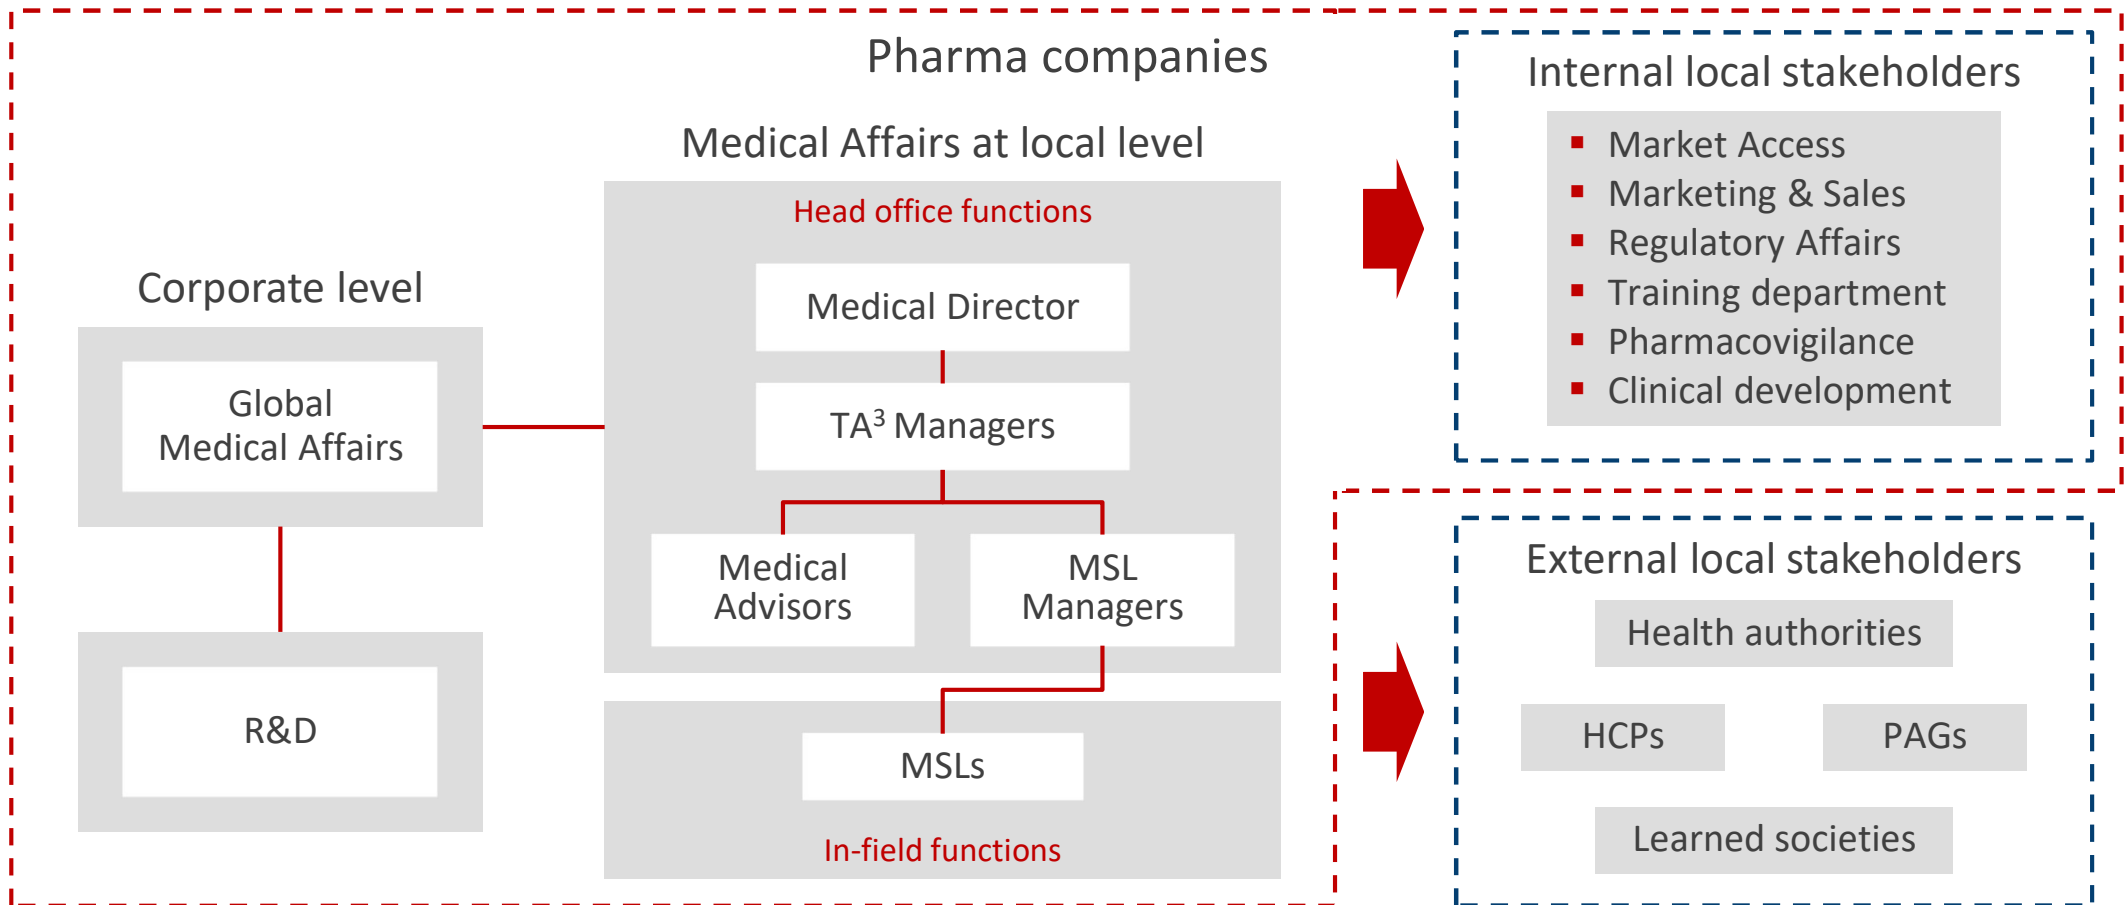 Pharma companies
Corporate level
Global
Medical Affairs
R&D
Medical Affairs at local level
Head office functions
Medical Director
TA³ Managers
Medical
Advisors
MSL
Managers
MSLs
In-field functions
Internal local stakeholders
▪ Market Access
▪ Marketing & Sales
▪ Regulatory Affairs
▪ Training department
▪ Pharmacovigilance
▪ Clinical development
External local stakeholders
Health authorities
HCPs
PAGs
Learned societies